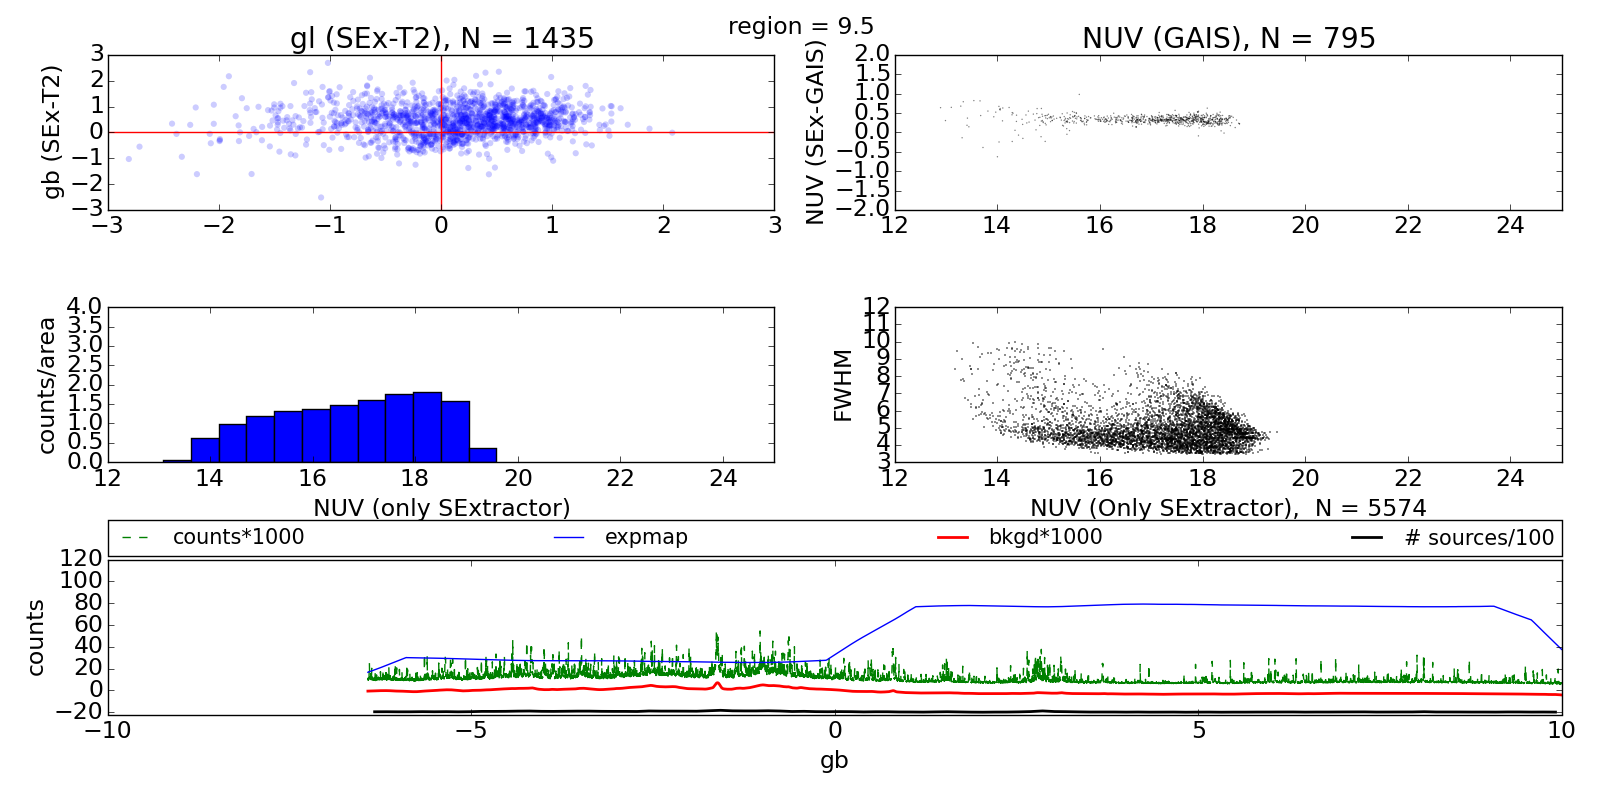 region = 9.5
gl (SEx-T2), N = 1435
gb (SEx-T2)
3
2
1
0
−1
−2
−3
−3 −2 −1 0 1 2 3
NUV (GAIS), N = 795
NUV (SEx-GAIS)
2.0
1.5
1.0
0.5
0.0
−0.5
−1.0
−1.5
−2.0
12 14 16 18 20 22 24
counts/area
4.0
3.5
3.0
2.5
2.0
1.5
1.0
0.5
0.0
12 14 16 18 20 22 24
NUV (only SExtractor)
FWHM
12
11
10
9
8
7
6
5
4
3
12 14 16 18 20 22 24
NUV (Only SExtractor), N = 5574
counts*1000 expmap bkgd*1000 # sources/100
counts
120
100
80
60
40
20
0
−20
−10 −5 0 5 10
gb